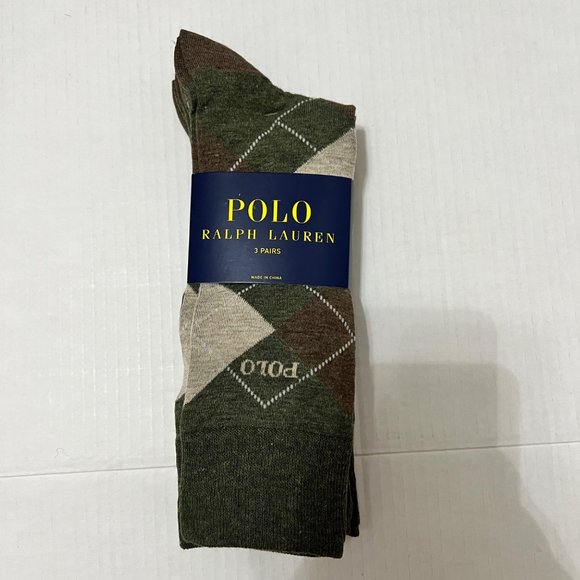 POLO
RALPH LAUREN
3 PAIRS
MADE IN CHINA
POLO